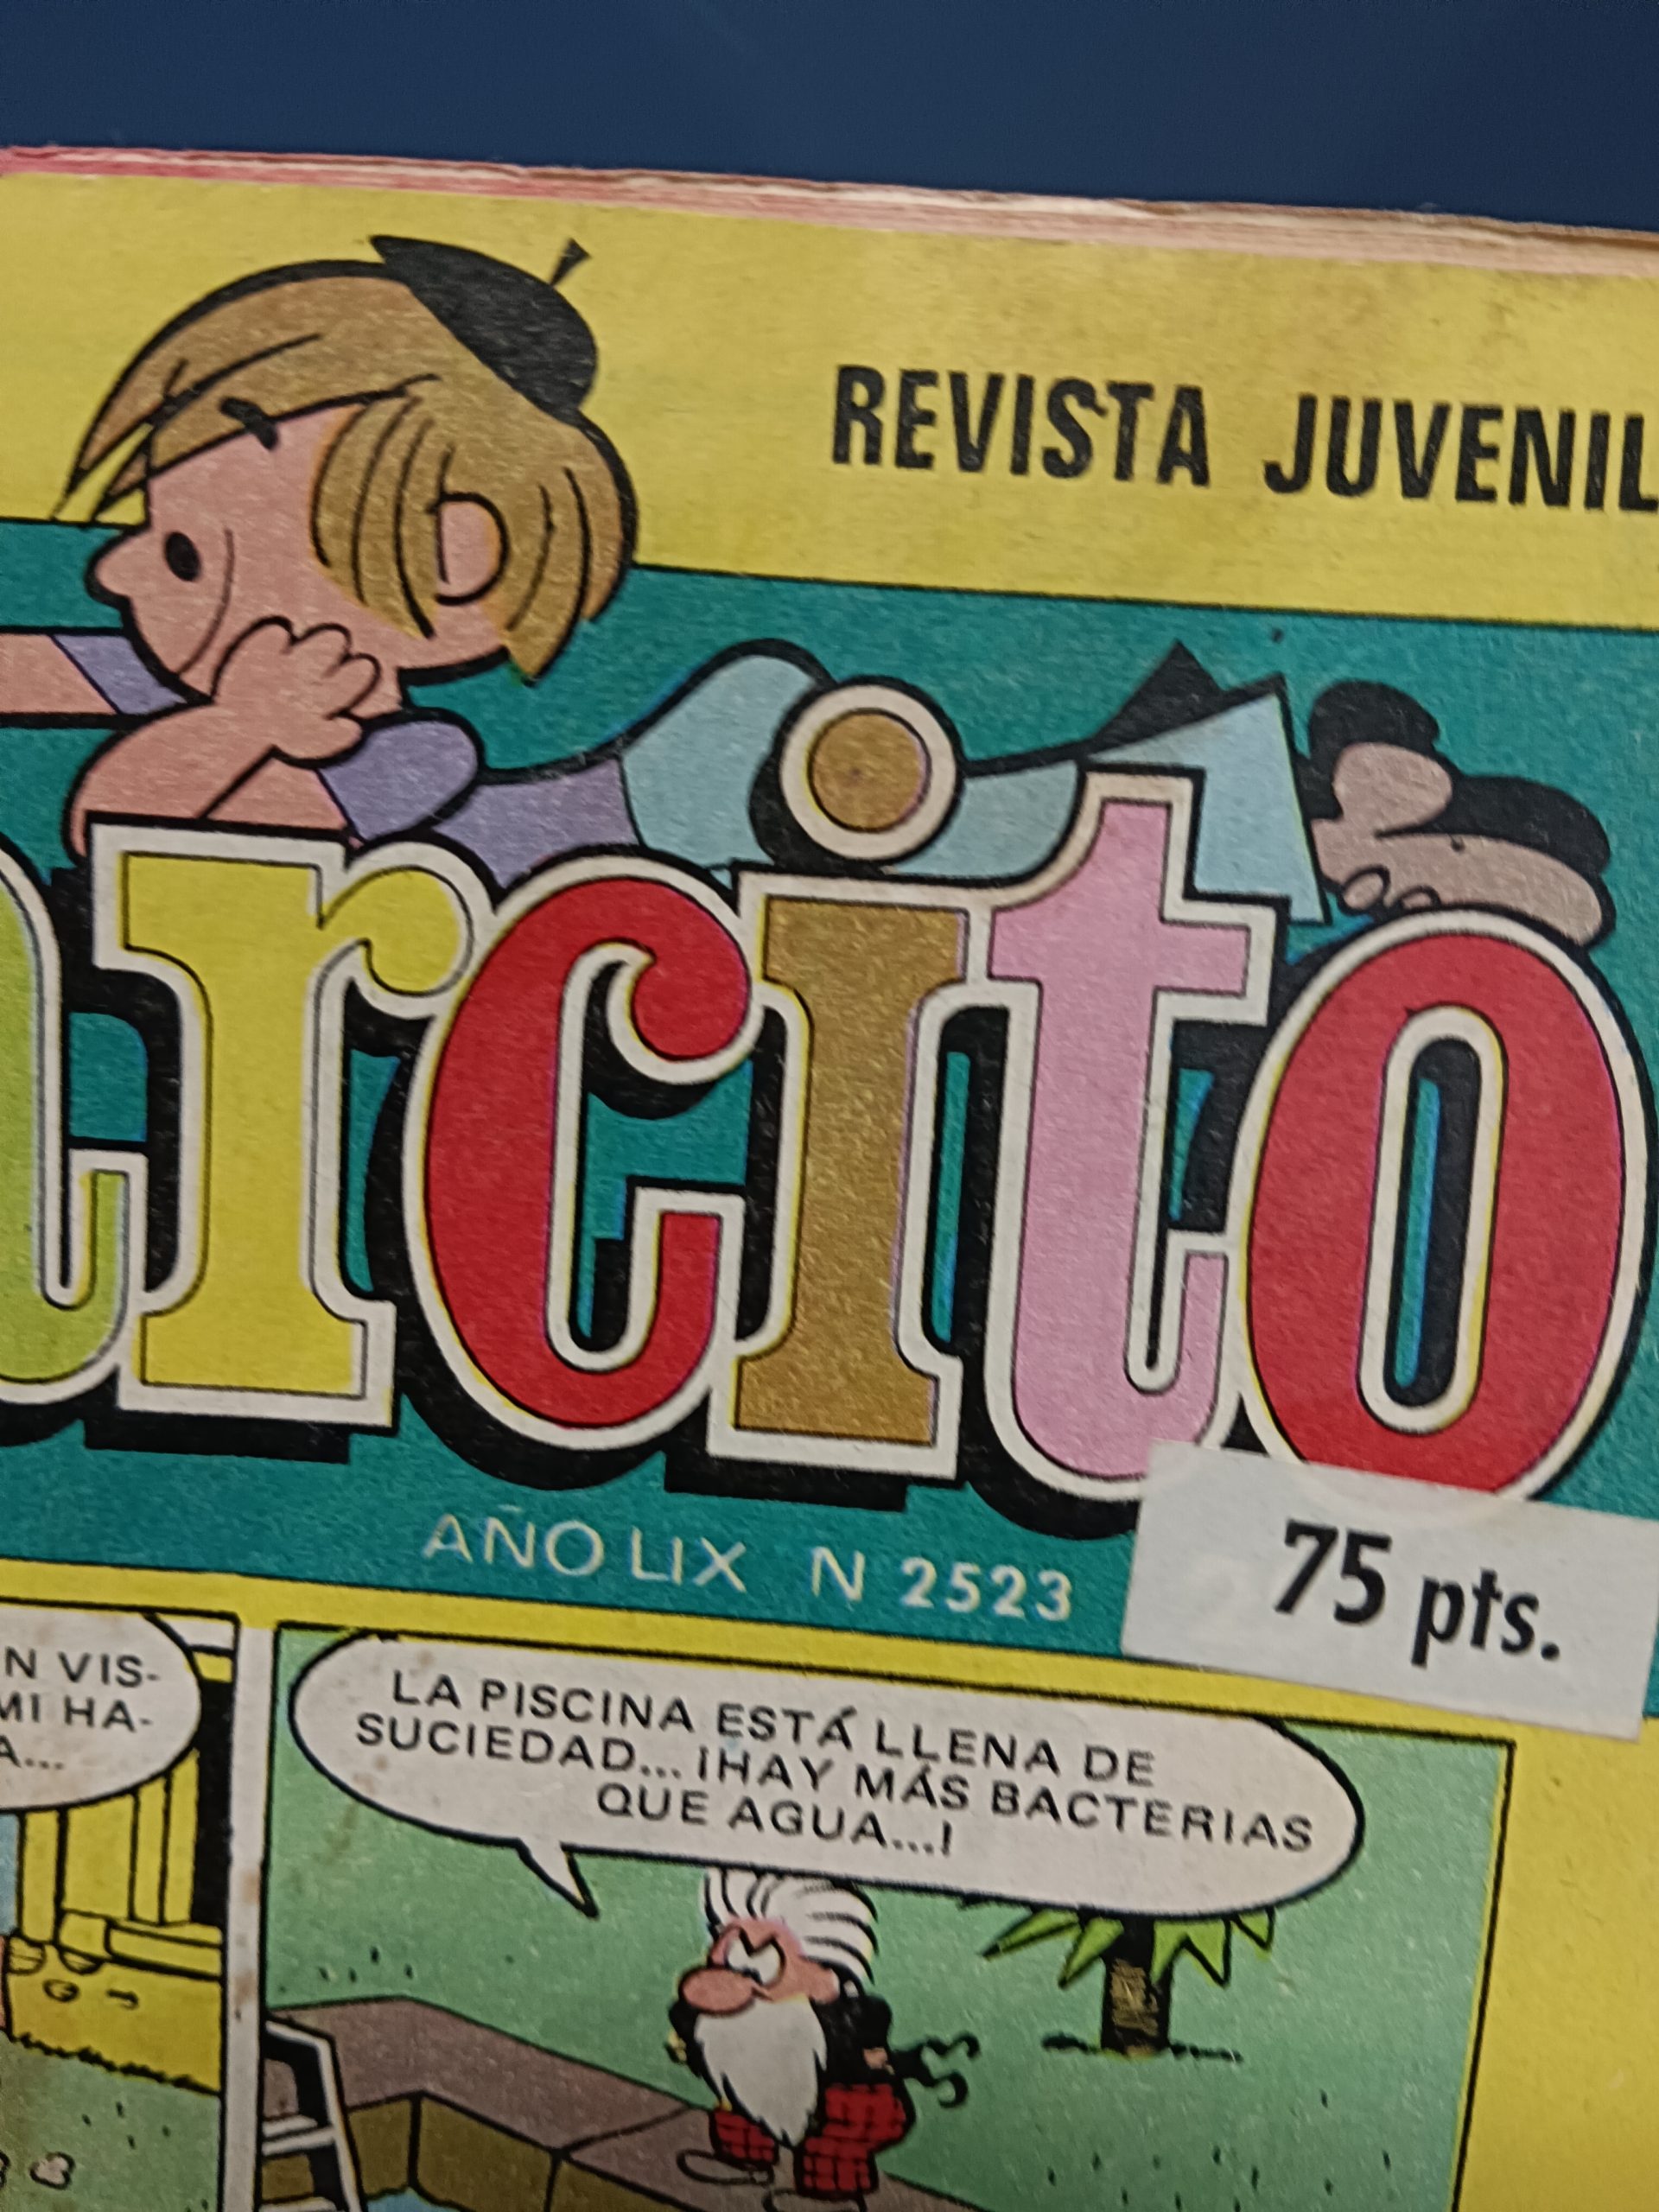 REVISTA JUVENIL
arcito
AÑO LIX N 2523
75 pts.
N VIS-
MI HA-
A...
LA PISCINA ESTÁ LLENA DE
SUCIEDAD... ¡HAY MÁS BACTERIAS
QUE AGUA...!